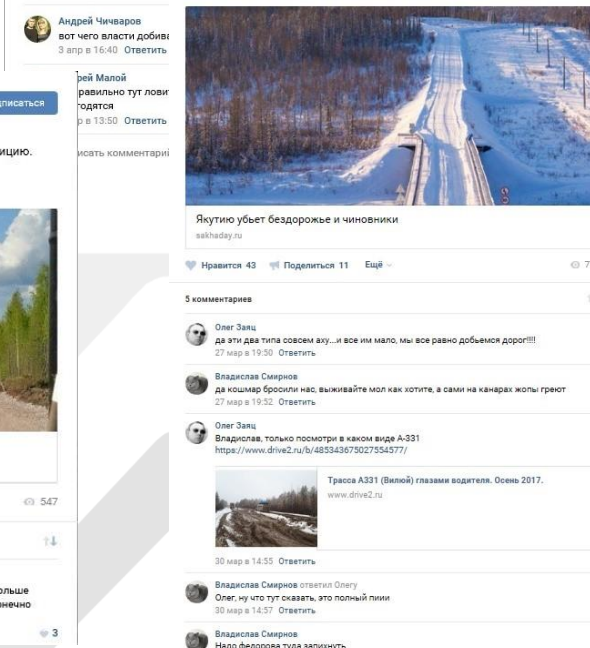 Андрей Чичваров
вот чего власти добива
3 апр в 16:40 Ответить
рей Малой
равильно тут лови
годятся
р в 13:50 Ответить
исать комментарий
дписаться
ицию.
547
ольше
нечно
3
Якутию убьет бездорожье и чиновники
sakhaday.ru
Нравится 43 Поделиться 11 Ещё
7
5 комментариев
Олег Заяц
да эти два типа совсем аху...и все им мало, мы все равно добьемся дорог!!!!
27 мар в 19:50 Ответить
Владислав Смирнов
да кошмар бросили нас, выживайте мол как хотите, а сами на канарах жопы греют
27 мар в 19:52 Ответить
Олег Заяц
Владислав, только посмотри в каком виде А-331
https://www.drive2.ru/b/485343675027554577/
Трасса А331 (Вилюй) глазами водителя. Осень 2017.
www.drive2.ru
30 мар в 14:55 Ответить
Владислав Смирнов ответил Олегу
Олег, ну что тут сказать, это полный пиии
30 мар в 14:57 Ответить
Владислав Смирнов
Надо федорова туда запихнуть